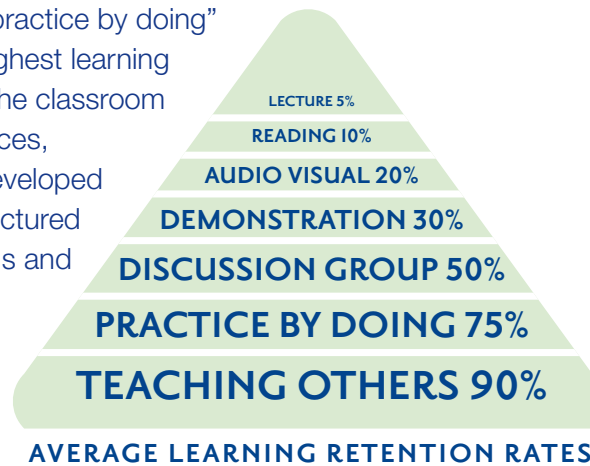 practice by doing”
ghest learning
he classroom
ces,
eveloped
ctured
s and
LECTURE 5%
READING 10%
AUDIO VISUAL 20%
DEMONSTRATION 30%
DISCUSSION GROUP 50%
PRACTICE BY DOING 75%
TEACHING OTHERS 90%
AVERAGE LEARNING RETENTION RATES